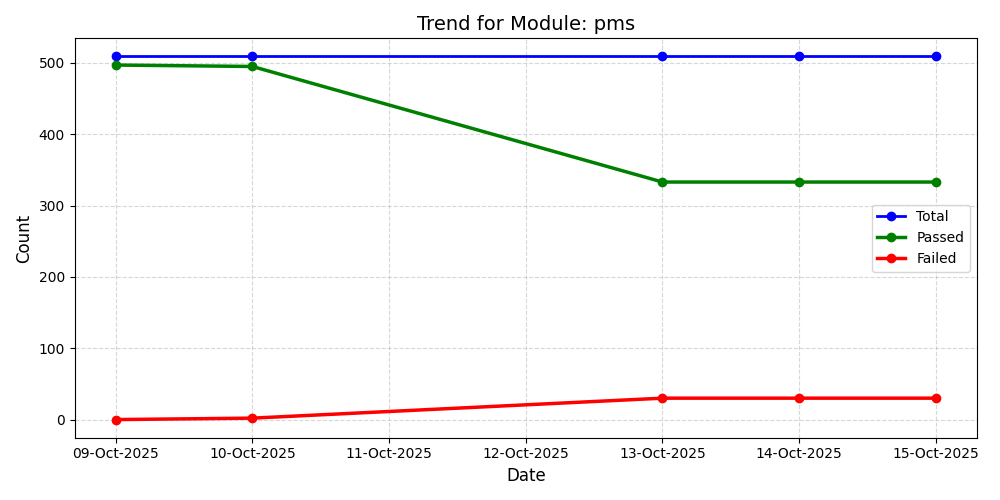 Trend for Module: pms
500
400
300
200
100
0
Count
Total
Passed
Failed
09-Oct-2025 10-Oct-2025 11-Oct-2025 12-Oct-2025 13-Oct-2025 14-Oct-2025 15-Oct-2025
Date